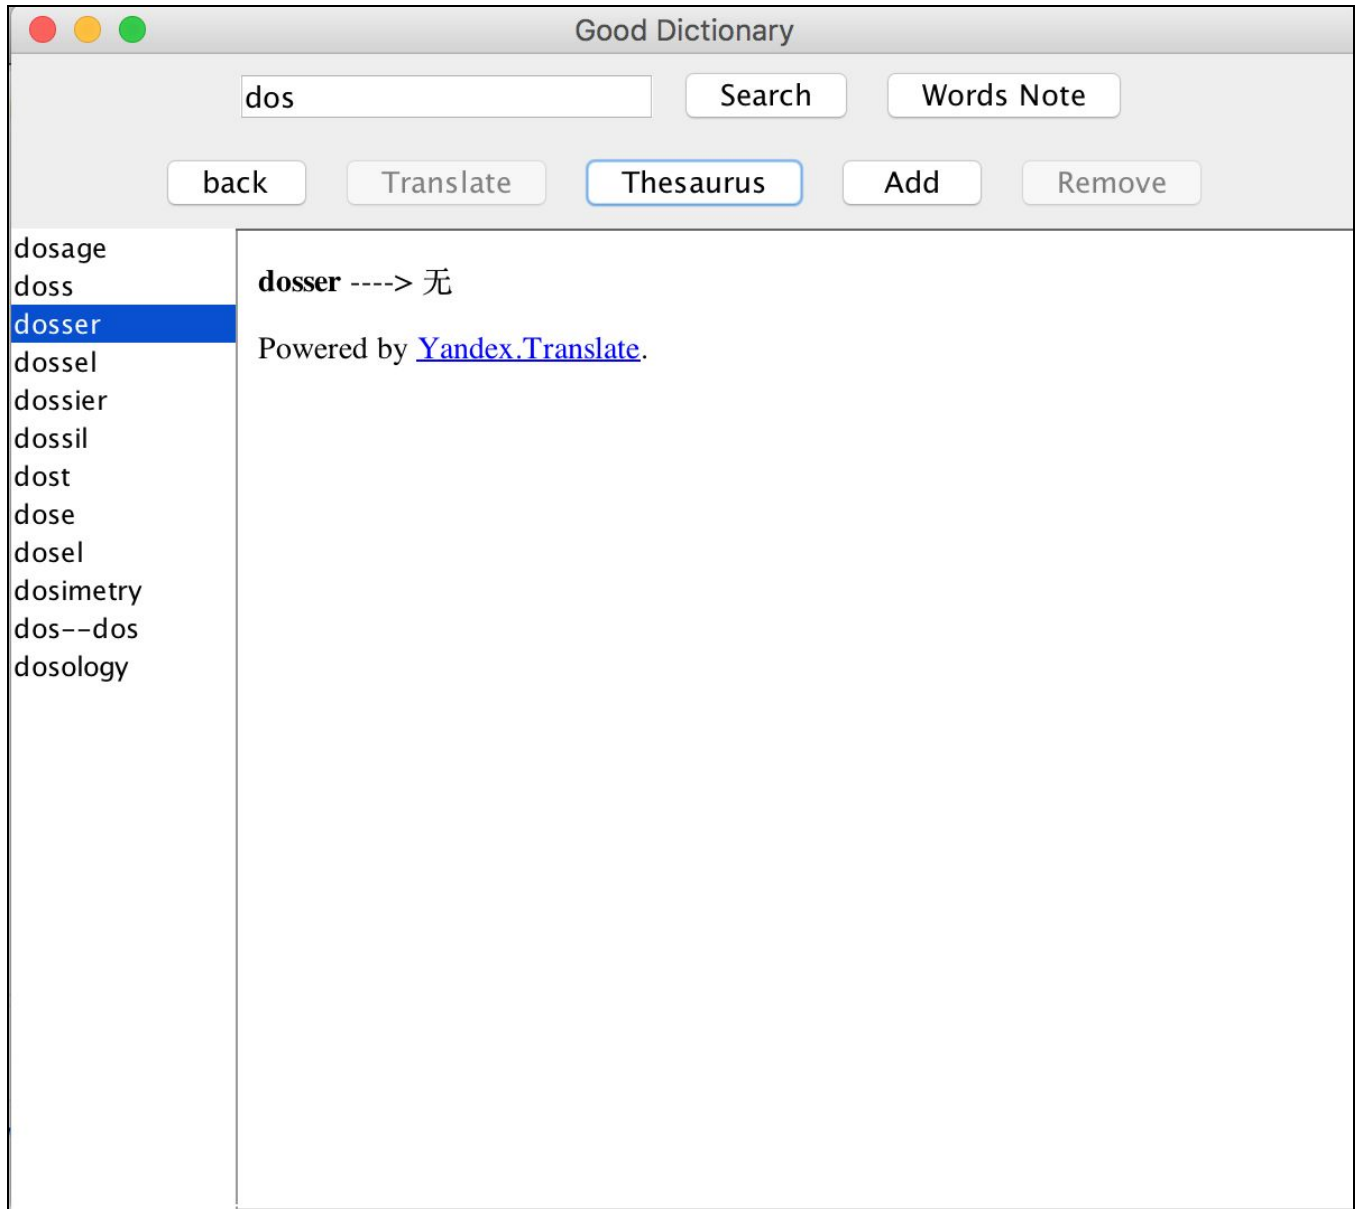 Good Dictionary
dos Search Words Note
back Translate Thesaurus Add Remove
dosage
doss
dosser
dossel
dossier
dossil
dost
dose
dosel
dosimetry
dos--dos
dosology
dosser ----> 无
Powered by Yandex.Translate.